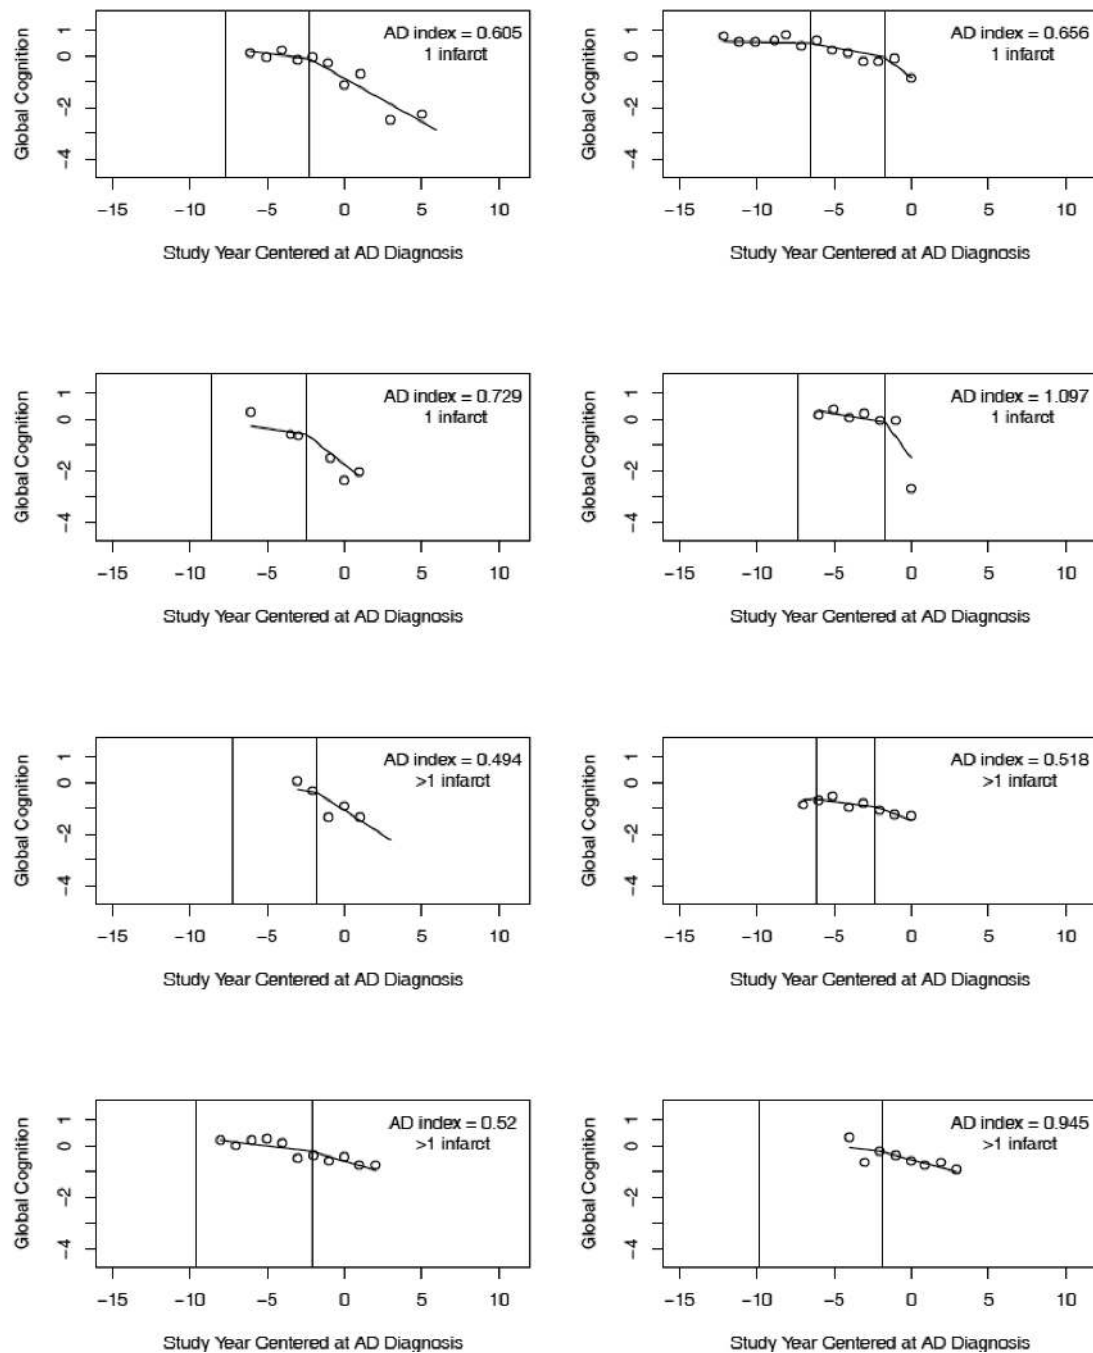 AD index = 0.605
1 infarct
Global Cognition
1
0
−2
−4
−15 −10 −5 0 5 10
Study Year Centered at AD Diagnosis
AD index = 0.656
1 infarct
Global Cognition
1
0
−2
−4
−15 −10 −5 0 5 10
Study Year Centered at AD Diagnosis
AD index = 0.729
1 infarct
Global Cognition
1
0
−2
−4
−15 −10 −5 0 5 10
Study Year Centered at AD Diagnosis
AD index = 1.097
1 infarct
Global Cognition
1
0
−2
−4
−15 −10 −5 0 5 10
Study Year Centered at AD Diagnosis
AD index = 0.494
>1 infarct
Global Cognition
1
0
−2
−4
−15 −10 −5 0 5 10
Study Year Centered at AD Diagnosis
AD index = 0.518
>1 infarct
Global Cognition
1
0
−2
−4
−15 −10 −5 0 5 10
Study Year Centered at AD Diagnosis
AD index = 0.52
>1 infarct
Global Cognition
1
0
−2
−4
−15 −10 −5 0 5 10
Study Year Centered at AD Diagnosis
AD index = 0.945
>1 infarct
Global Cognition
1
0
−2
−4
−15 −10 −5 0 5 10
Study Year Centered at AD Diagnosis